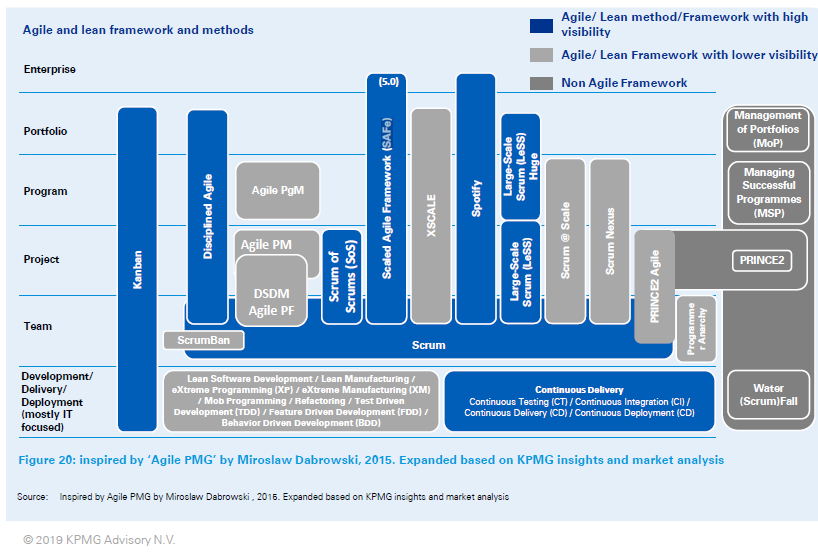 Agile and lean framework and methods
Agile/ Lean method/Framework with high
visibility
Agile/ Lean Framework with lower visibility
Non Agile Framework
Enterprise
Portfolio
Program
Project
Team
Development/
Delivery/
Deployment
(mostly IT
focused)
Kanban
Disciplined Agile
Agile PgM
Agile PM
DSDM
Agile PF
Scrum of
Scrums (SoS)
(5.0)
Scaled Agile Framework (SAFe)
XSCALE
Spotify
Large-Scale
Scrum (LeSS)
Huge
Large-Scale
Scrum (LeSS)
Scrum @ Scale
Scrum Nexus
PRINCE2 Agile
Programme
r Anarchy
ScrumBan
Scrum
Management
of Portfolios
(MoP)
Managing
Successful
Programmes
(MSP)
PRINCE2
Water
(Scrum)Fall
Lean Software Development / Lean Manufacturing /
eXtreme Programming (XP) / eXtreme Manufacturing (XM)
/ Mob Programming / Refactoring / Test Driven
Development (TDD) / Feature Driven Development (FDD) /
Behavior Driven Development (BDD)
Continuous Delivery
Continuous Testing (CT) / Continuous Integration (CI) /
Continuous Delivery (CD) / Continuous Deployment (CD)
Figure 20: inspired by ‘Agile PMG’ by Miroslaw Dabrowski, 2015. Expanded based on KPMG insights and market analysis
Source: Inspired by Agile PMG by Miroslaw Dabrowski , 2016. Expanded based on KPMG insights and market analysis
© 2019 KPMG Advisory N.V.